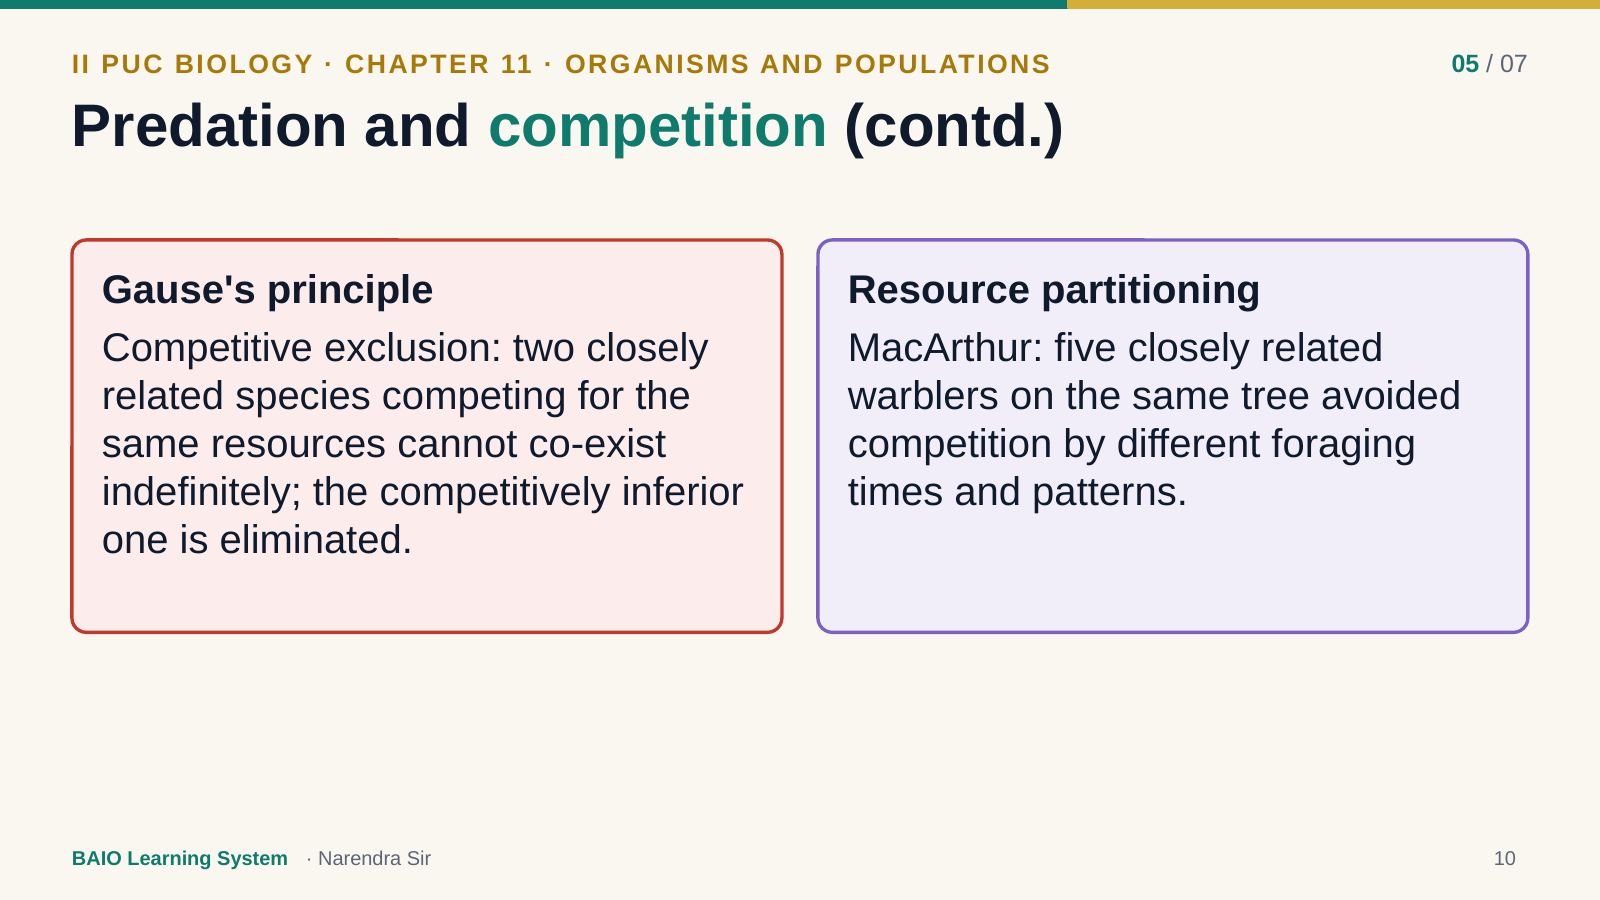 II PUC BIOLOGY · CHAPTER 11 · ORGANISMS AND POPULATIONS
05 / 07
Predation and competition (contd.)
Gause's principle
Competitive exclusion: two closely
related species competing for the
same resources cannot co-exist
indefinitely; the competitively inferior
one is eliminated.
Resource partitioning
MacArthur: five closely related
warblers on the same tree avoided
competition by different foraging
times and patterns.
BAIO Learning System · Narendra Sir
10